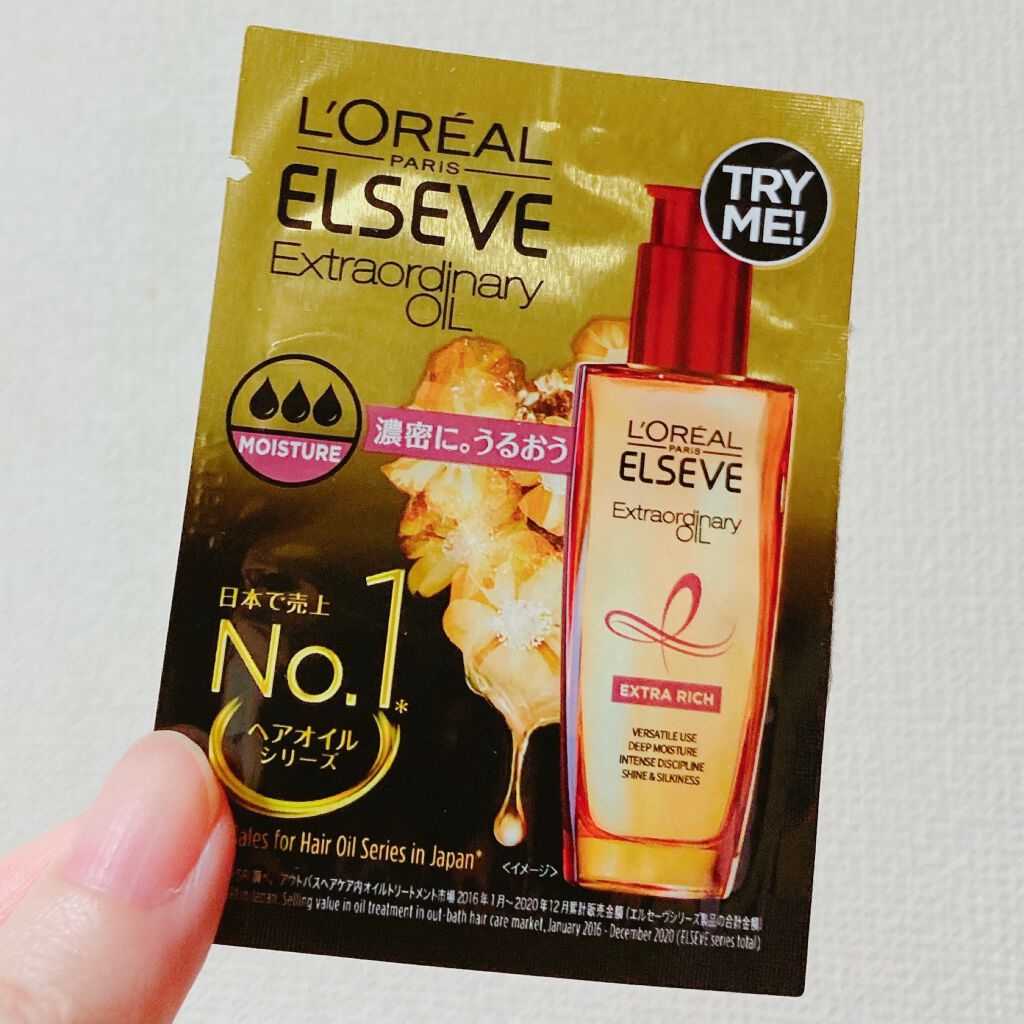 L'ORÉAL
PARIS
ELSEVE
Extraordinary
OIL
TRY
ME!
MOISTURE
濃密に。うるおう
L'ORÉAL
PARIS
ELSEVE
Extraordinary
OIL
EXTRA RICH
VERSATILE USE
DEEP MOISTURE
INTENSE DISCIPLINE
SHINE & SILKINESS
日本で売上
No.1*
ヘアオイル
シリーズ
for Hair Oil Series in Japan*
<イメージ>
調べ、アウトバスヘアケア内オイルトリートメント市場2016年1月～2020年12月累計販売金額(エルセーヴシリーズ製品の合計金額)
in Japan, Selling value in oil treatment in out-bath hair care market, January 2016 - December 2020 (ELSEVE series total)